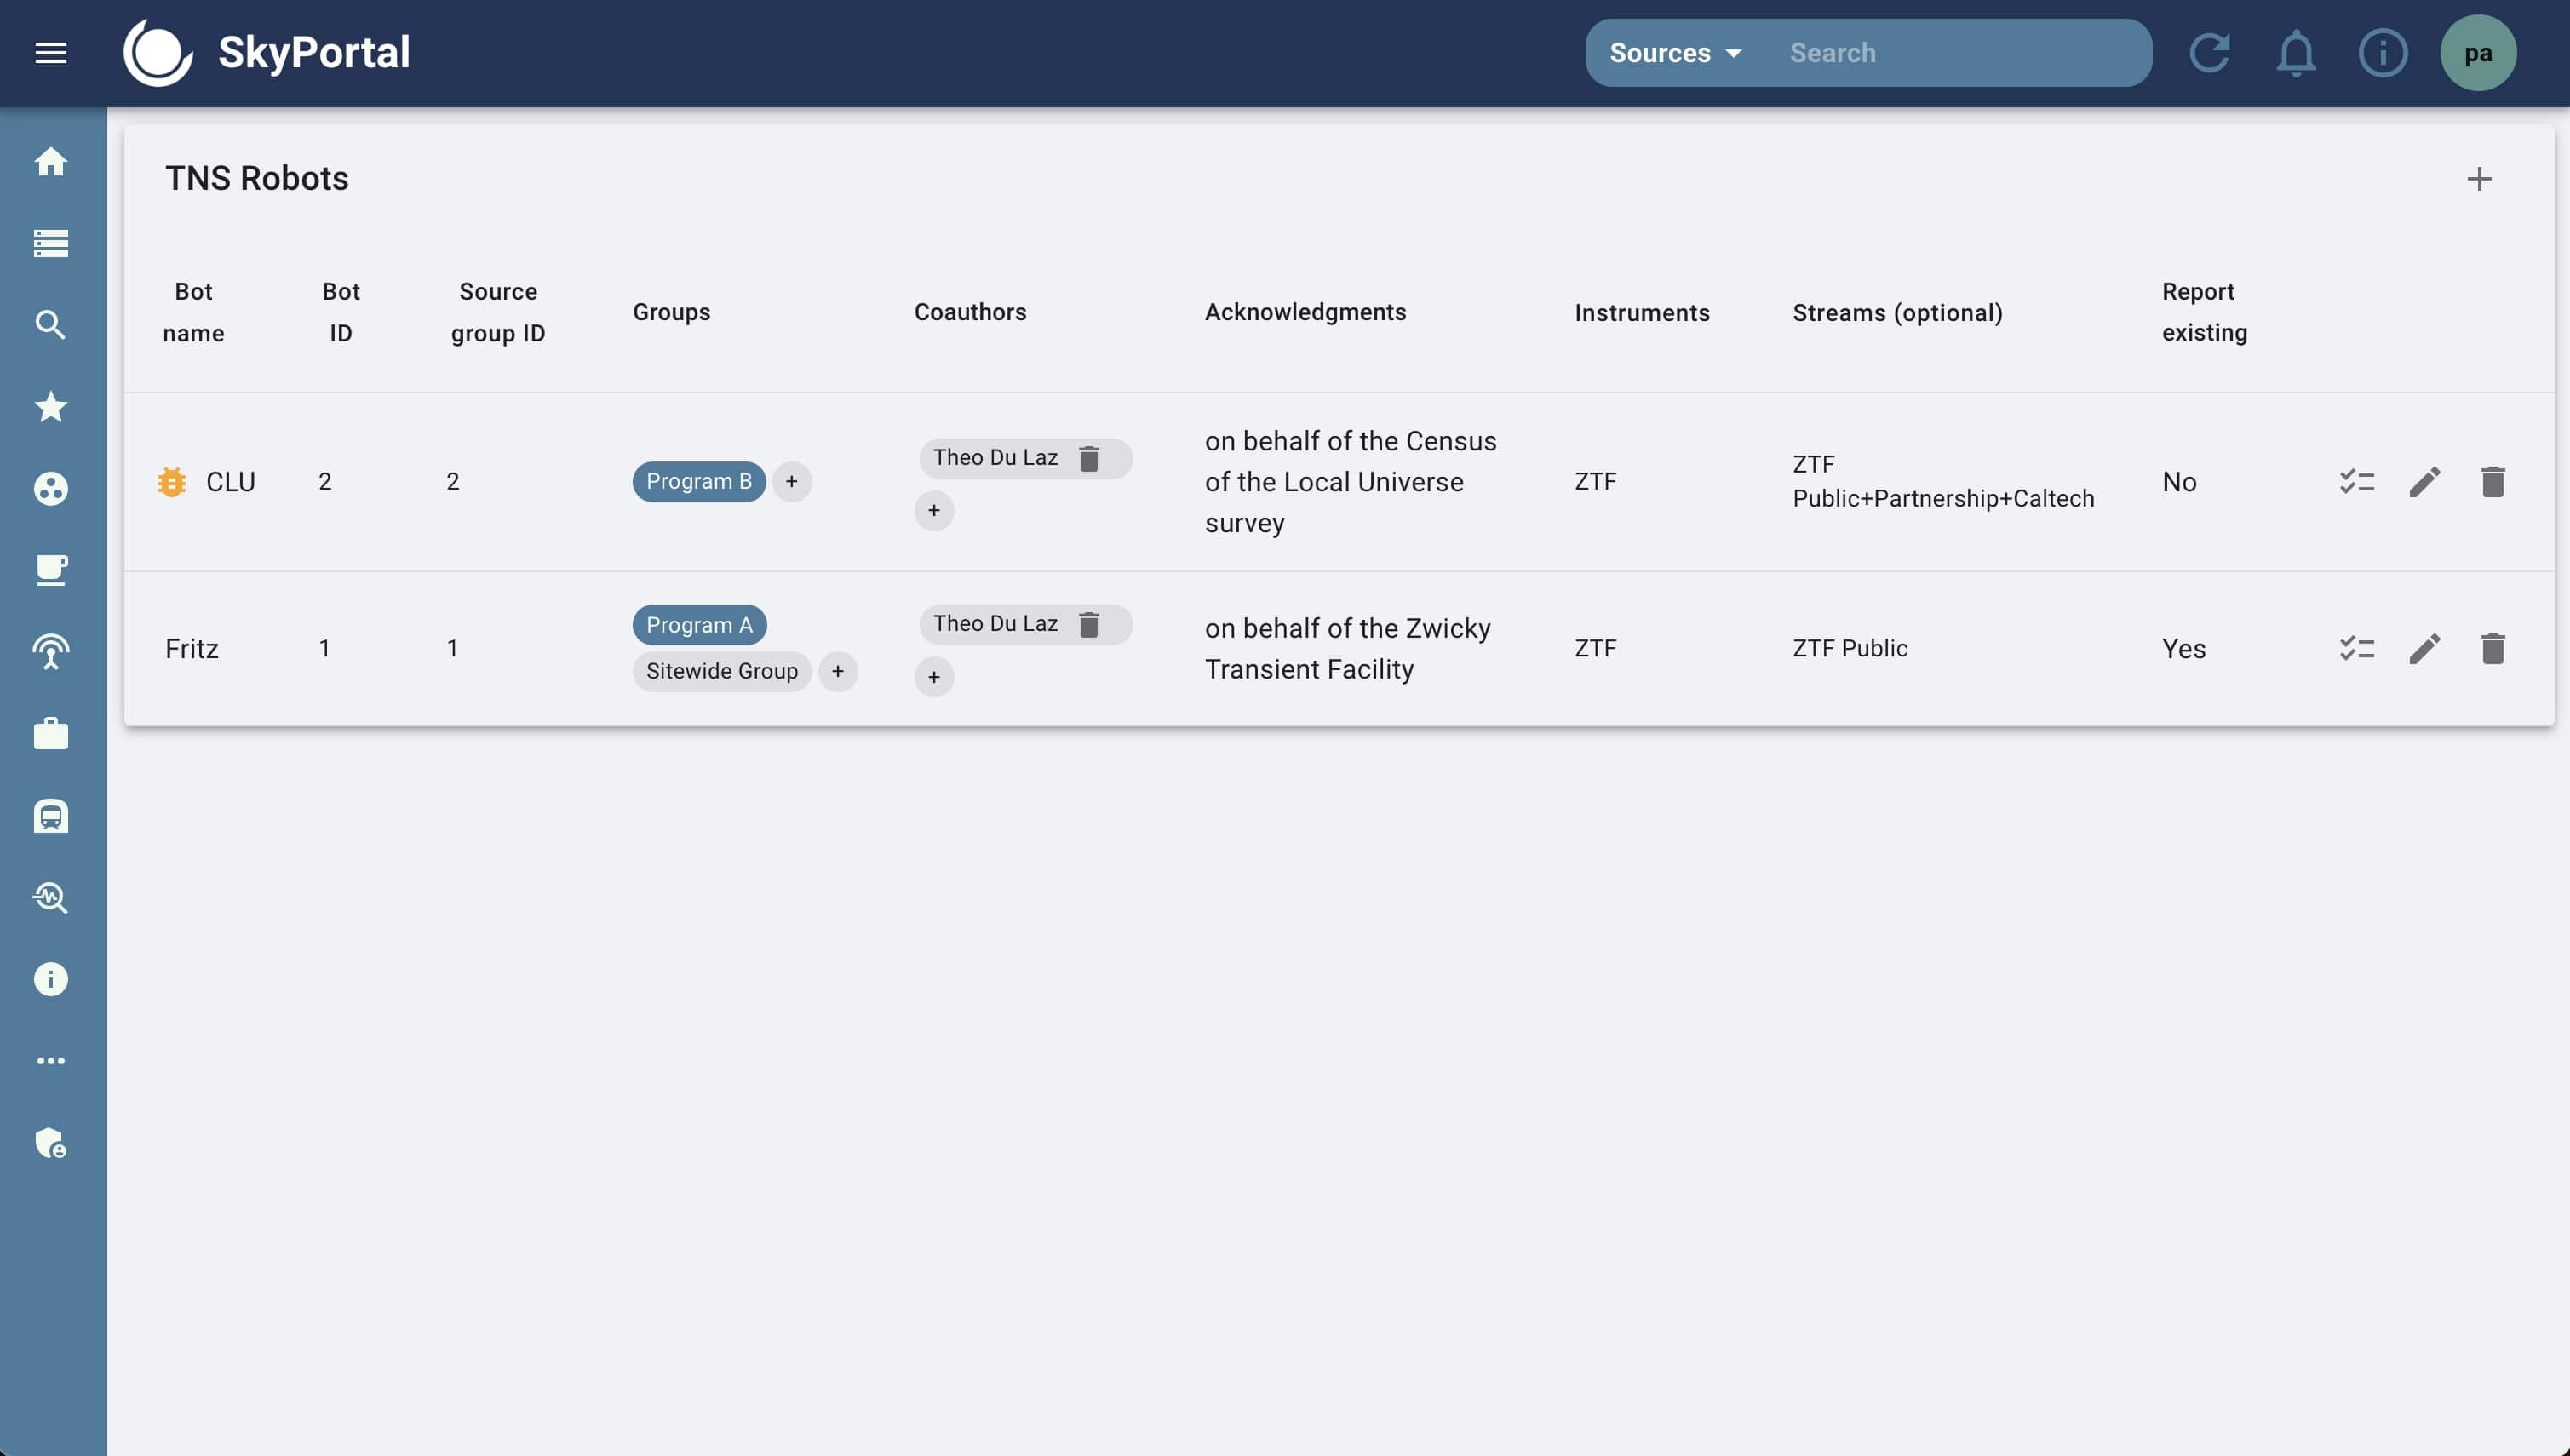 SkyPortal
Sources
Search
pa
TNS Robots
Bot name
Bot ID
Source group ID
Groups
Coauthors
Acknowledgments
Instruments
Streams (optional)
Report existing
CLU
2
2
Program B
+
Theo Du Laz
+
on behalf of the Census
of the Local Universe
survey
ZTF
ZTF
Public+Partnership+Caltech
No
Fritz
1
1
Program A
Sitewide Group
+
Theo Du Laz
+
on behalf of the Zwicky
Transient Facility
ZTF
ZTF Public
Yes